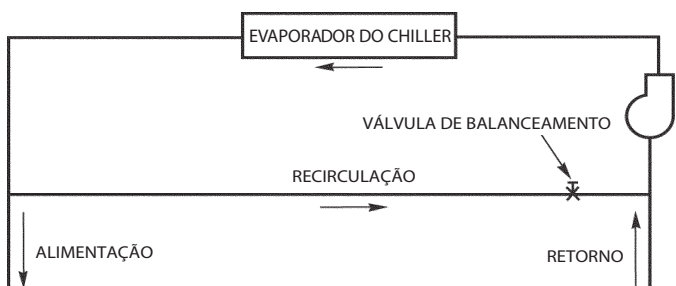 EVAPORADOR DO CHILLER
VÁLVULA DE BALANCEAMENTO
RECIRCULAÇÃO
ALIMENTAÇÃO
RETORNO